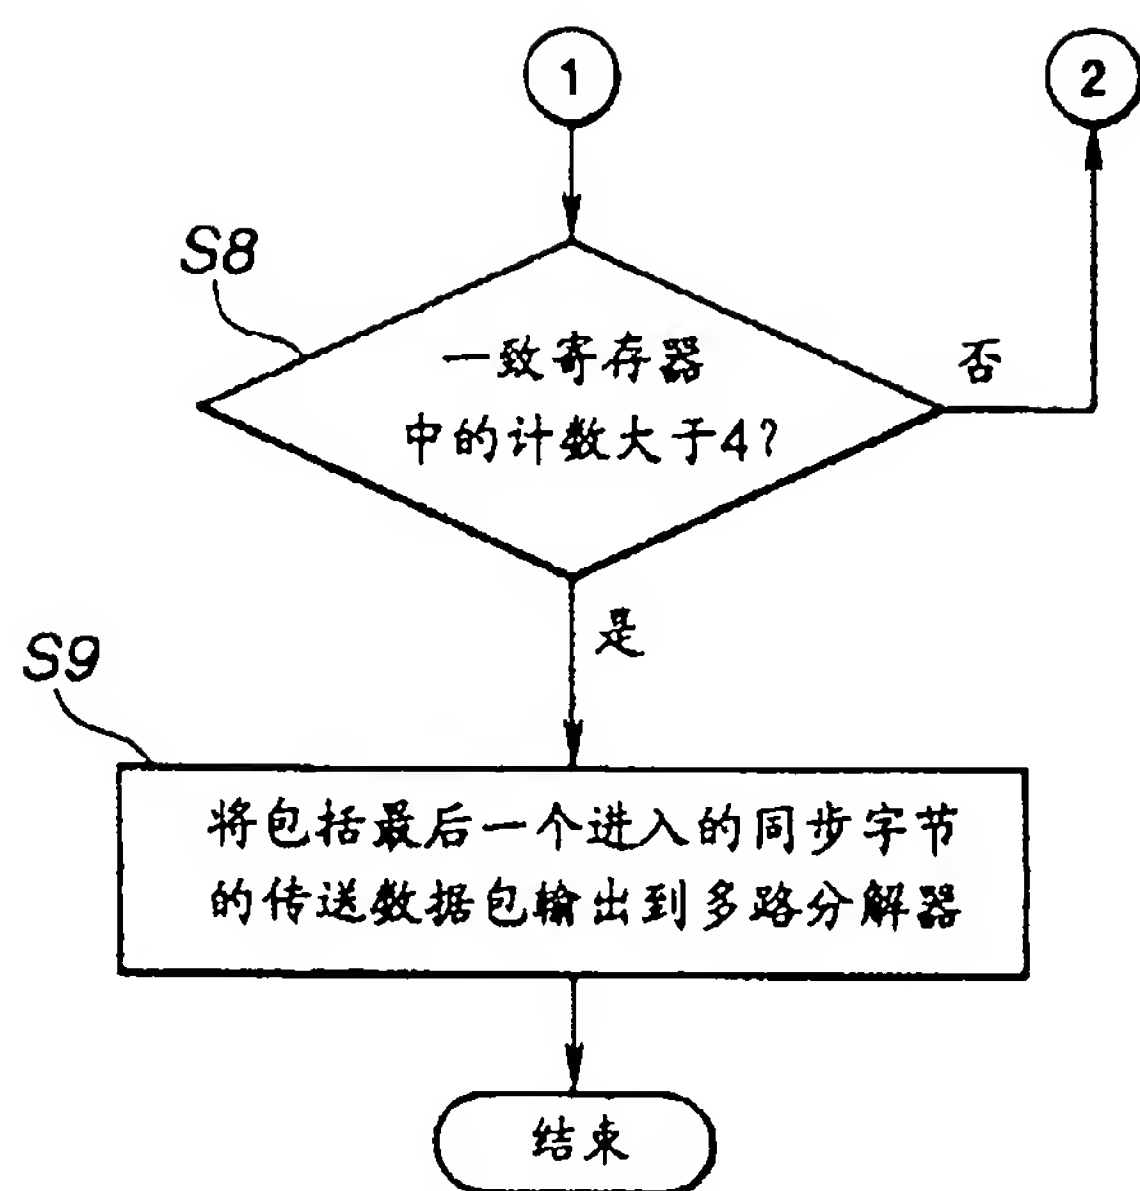 1
2
S8
一致寄存器
中的计数大于4?
否
是
S9
将包括最后一个进入的同步字节
的传送数据包输出到多路分解器
结束